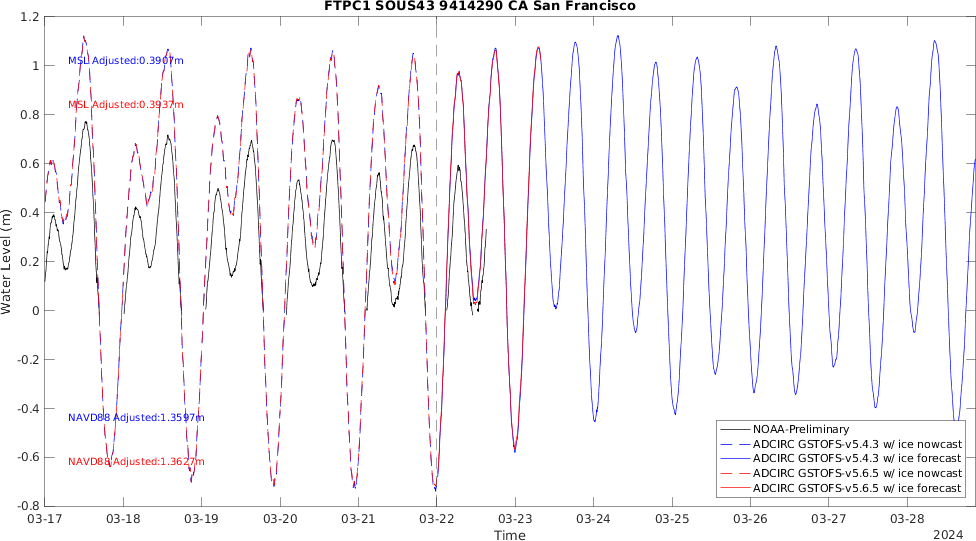 FTPC1 SOUS43 9414290 CA San Francisco
1.2
1
0.8
0.6
0.4
0.2
0
-0.2
-0.4
-0.6
-0.8
Water Level (m)
MSL Adjusted:0.3907m
MSL Adjusted:0.3937m
NAVD88 Adjusted:1.3597m
NAVD88 Adjusted:1.3627m
NOAA-Preliminary
ADCIRC GSTOFS-v5.4.3 w/ ice nowcast
ADCIRC GSTOFS-v5.4.3 w/ ice forecast
ADCIRC GSTOFS-v5.6.5 w/ ice nowcast
ADCIRC GSTOFS-v5.6.5 w/ ice forecast
03-17 03-18 03-19 03-20 03-21 03-22 03-23 03-24 03-25 03-26 03-27 03-28
Time
2024